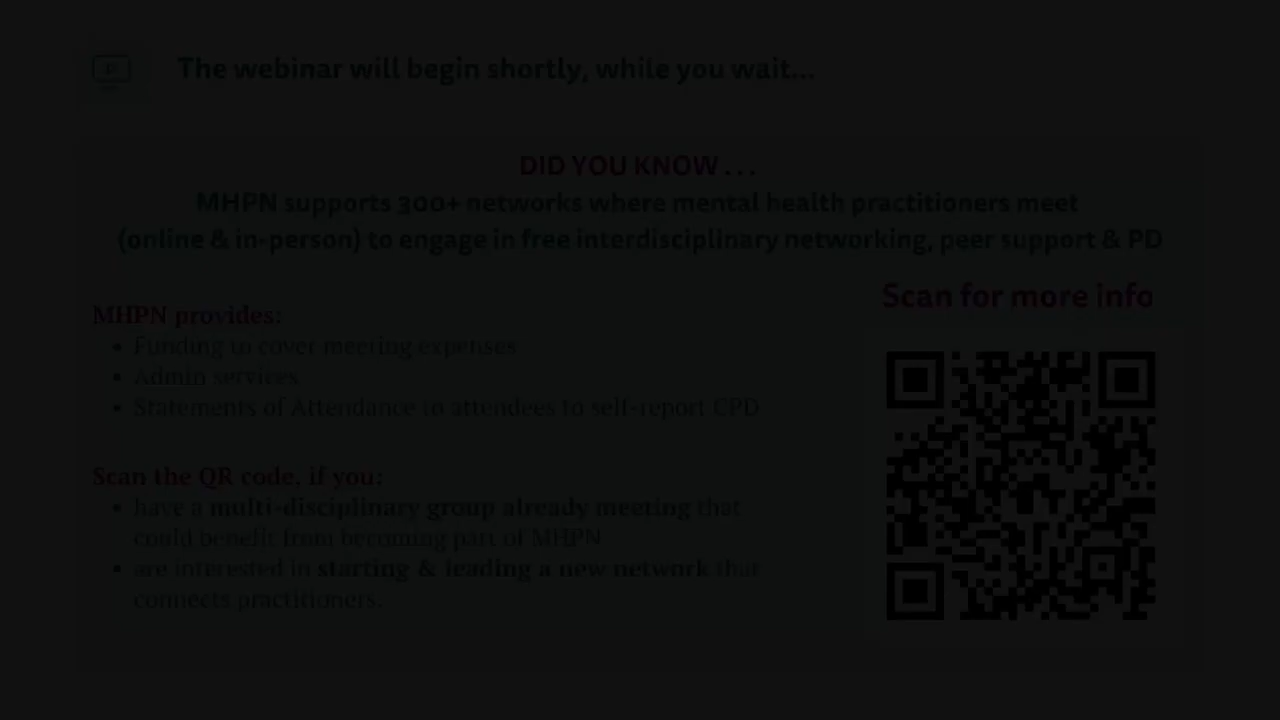 The webinar will begin shortly, while you wait...
DID YOU KNOW . . .
MHPN supports 300+ networks where mental health practitioners meet
(online & in-person) to engage in free interdisciplinary networking, peer support & PD
Scan for more info
MHPN provides:
• Funding to cover meeting expenses
• Admin services
• Statements of Attendance to attendees to self-report CPD
Scan the QR code, if you:
• have a multi-disciplinary group already meeting that
could benefit from becoming part of MHPN
• are interested in starting & leading a new network that
connects practitioners.